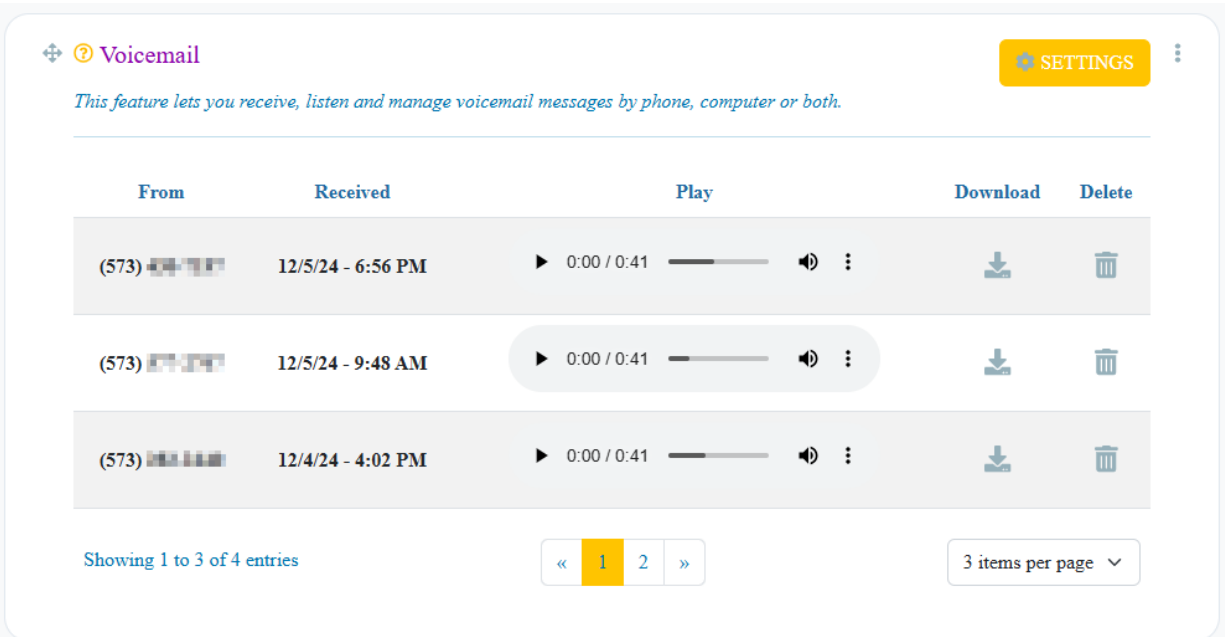 Voicemail
SETTINGS
This feature lets you receive, listen and manage voicemail messages by phone, computer or both.
From Received Play Download Delete
(573) 12/5/24 - 6:56 PM 0:00 / 0:41
(573) 12/5/24 - 9:48 AM 0:00 / 0:41
(573) 12/4/24 - 4:02 PM 0:00 / 0:41
Showing 1 to 3 of 4 entries « 1 2 » 3 items per page